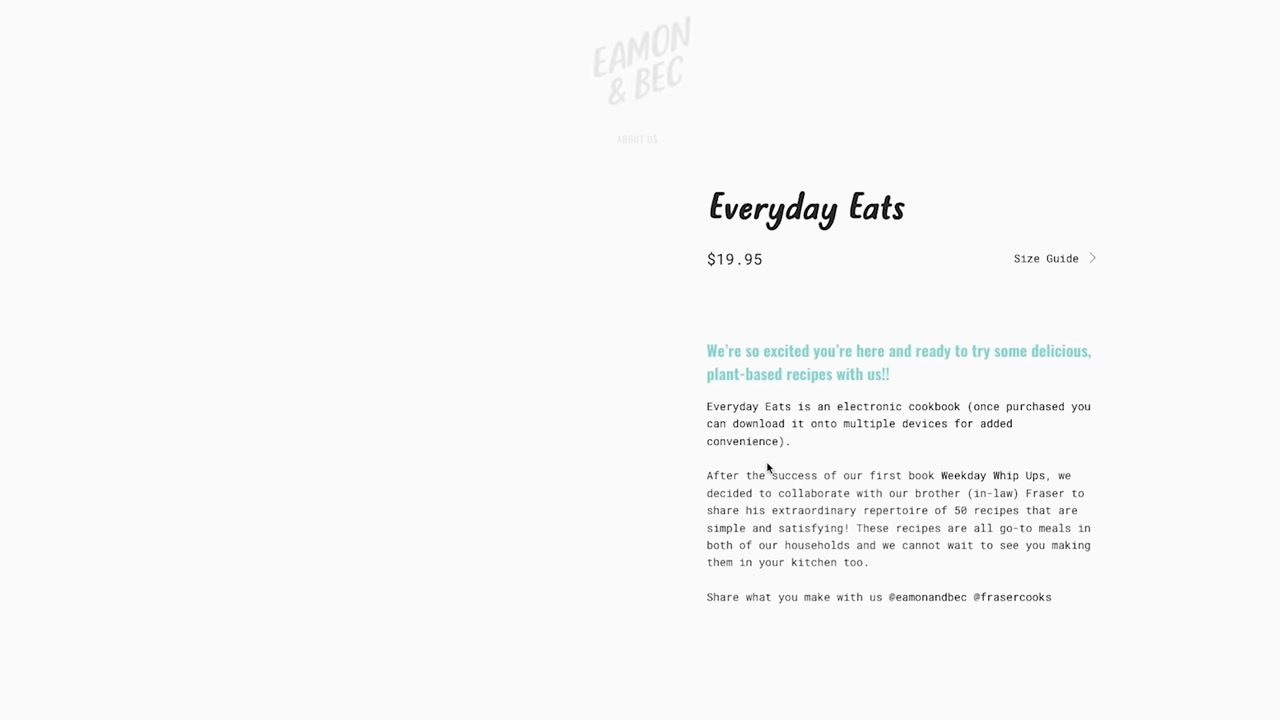 EAMON
& BEC
ABOUT US
Everyday Eats
$19.95
Size Guide
We're so excited you're here and ready to try some delicious,
plant-based recipes with us!!
Everyday Eats is an electronic cookbook (once purchased you
can download it onto multiple devices for added
convenience).
After the success of our first book Weekday Whip Ups, we
decided to collaborate with our brother (in-law) Fraser to
share his extraordinary repertoire of 50 recipes that are
simple and satisfying! These recipes are all go-to meals in
both of our households and we cannot wait to see you making
them in your kitchen too.
Share what you make with us @eamonandbec @frasercooks